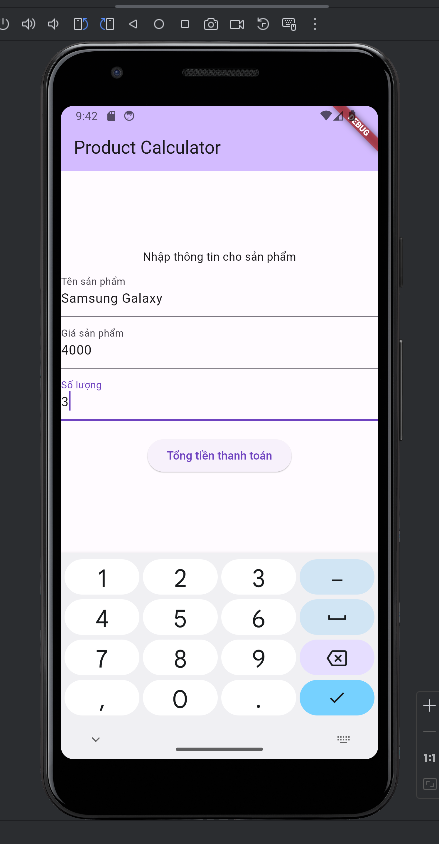 9:42
DEBUG
Product Calculator
Nhập thông tin cho sản phẩm
Tên sản phẩm
Samsung Galaxy
Giá sản phẩm
4000
Số lượng
3
Tổng tiền thanh toán
1 2 3 –
4 5 6
7 8 9
, 0 .
1:1